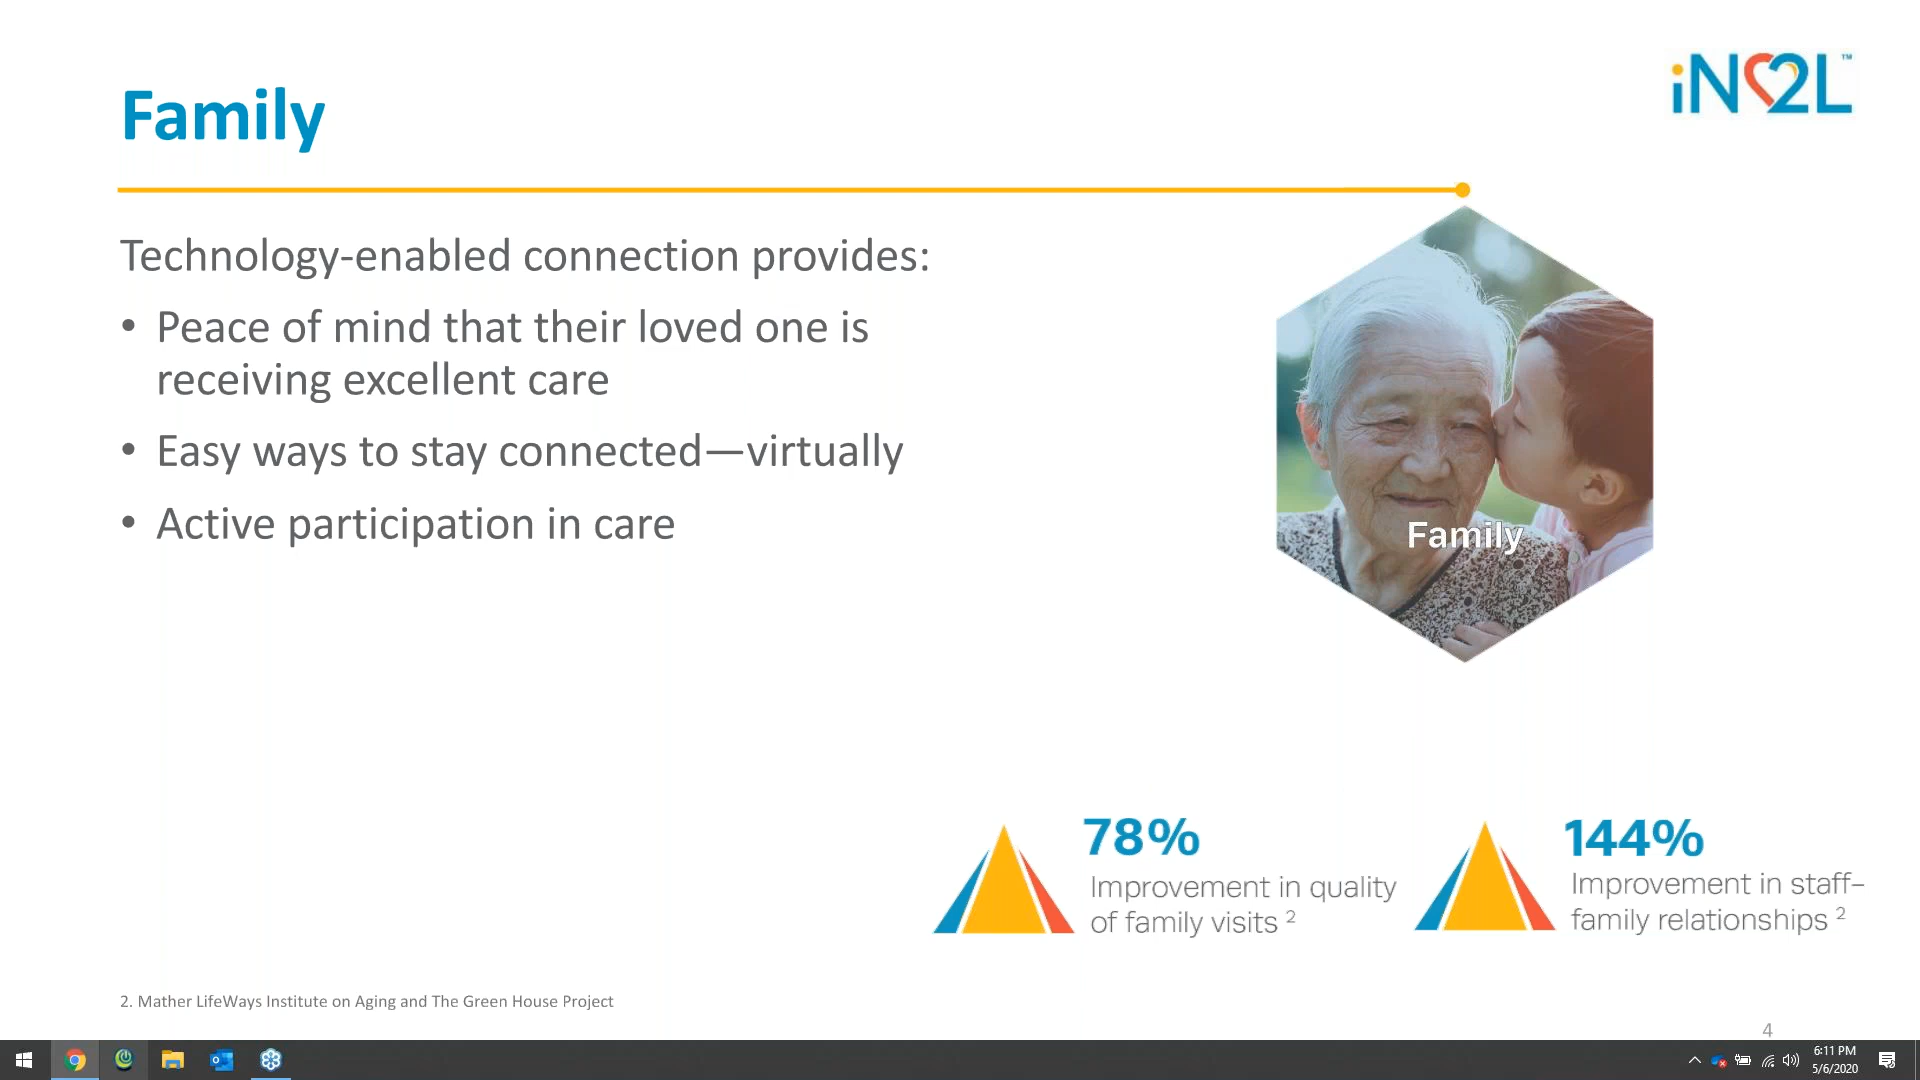 Family
iN2L™
Technology-enabled connection provides:
• Peace of mind that their loved one is
receiving excellent care
• Easy ways to stay connected—virtually
• Active participation in care
Family
78%
Improvement in quality
of family visits 2
144%
Improvement in staff–
family relationships 2
2. Mather LifeWays Institute on Aging and The Green House Project
4
6:11 PM
5/6/2020